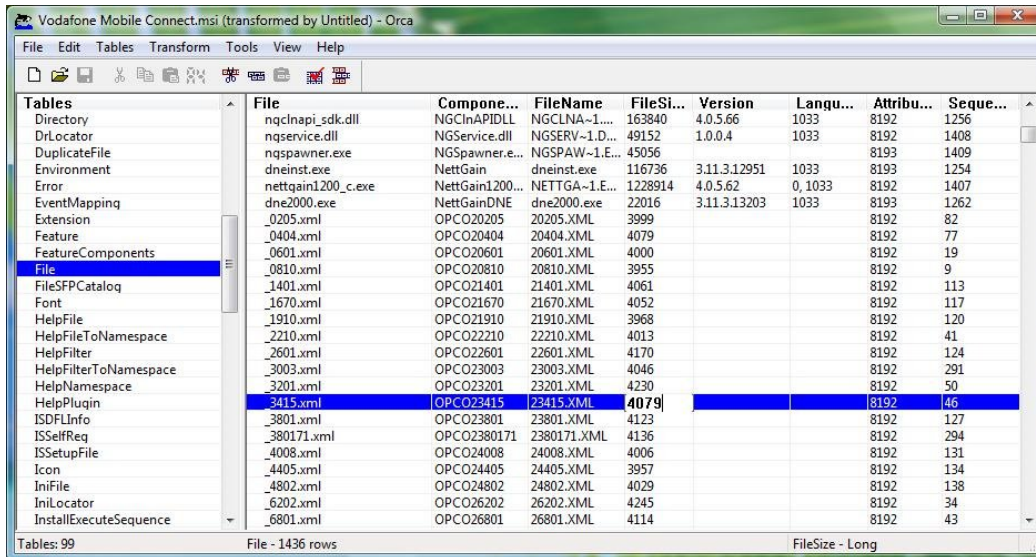 Vodafone Mobile Connect.msi (transformed by Untitled) - Orca
File Edit Tables Transform Tools View Help
Tables
Directory
DrLocator
DuplicateFile
Environment
Error
EventMapping
Extension
Feature
FeatureComponents
File
FileSFPCatalog
Font
HelpFile
HelpFileToNamespace
HelpFilter
HelpFilterToNamespace
HelpNamespace
HelpPlugin
ISDFLInfo
ISSelfReg
ISSetupFile
Icon
IniFile
IniLocator
InstallExecuteSequence
File Compone... FileName FileSi... Version Langu... Attribu... Seque...
nqclnapi_sdk.dll NGClnAPIDLL NGCLNA~1.... 163840 4.0.5.66 1033 8192 1256
nqservice.dll NGService.DLL NGSERV~1.D... 49152 1.0.0.4 1033 8192 1408
nqspawner.exe NGSpawner.e... NGSPAW~1.E... 45056 8193 1409
dneinst.exe NettGain dneinst.exe 116736 3.11.3.12951 1033 8193 1254
nettgain1200_c.exe NettGain1200... NETTGA~1.E... 1228914 4.0.5.62 0, 1033 8192 1407
dne2000.exe NettGainDNE dne2000.exe 22016 3.11.3.13203 1033 8193 1262
_0205.xml OPCO20205 20205.XML 3999 8192 82
_0404.xml OPCO20404 20404.XML 4079 8192 77
_0601.xml OPCO20601 20601.XML 4000 8192 19
_0810.xml OPCO20810 20810.XML 3955 8192 9
_1401.xml OPCO21401 21401.XML 4061 8192 113
_1670.xml OPCO21670 21670.XML 4052 8192 117
_1910.xml OPCO21910 21910.XML 3968 8192 120
_2210.xml OPCO22210 22210.XML 4013 8192 41
_2601.xml OPCO22601 22601.XML 4170 8192 124
_3003.xml OPCO23003 23003.XML 4046 8192 291
_3201.xml OPCO23201 23201.XML 4230 8192 50
_3415.xml OPCO23415 23415.XML 4079 8192 46
_3801.xml OPCO23801 23801.XML 4123 8192 127
_380171.xml OPCO2380171 2380171.XML 4136 8192 294
_4008.xml OPCO24008 24008.XML 4006 8192 131
_4405.xml OPCO24405 24405.XML 3957 8192 134
_4802.xml OPCO24802 24802.XML 4029 8192 138
_6202.xml OPCO26202 26202.XML 4245 8192 34
_6801.xml OPCO26801 26801.XML 4114 8192 43
Tables: 99 File - 1436 rows FileSize - Long